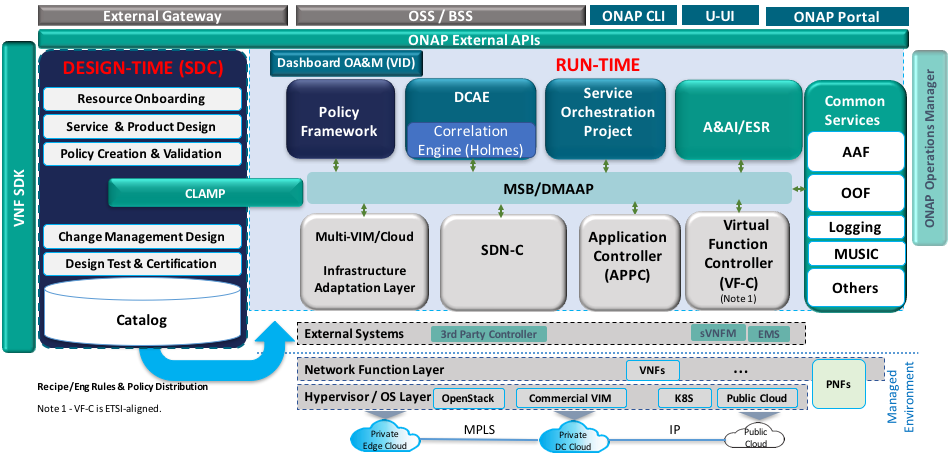 External Gateway
OSS / BSS
ONAP CLI
U-UI
ONAP Portal
ONAP External APIs
VNF SDK
DESIGN-TIME (SDC)
Resource Onboarding
Service & Product Design
Policy Creation & Validation
CLAMP
Change Management Design
Design Test & Certification
Catalog
Dashboard OA&M (VID)
RUN-TIME
Policy
Framework
DCAE
Correlation
Engine (Holmes)
Service
Orchestration
Project
A&AI/ESR
MSB/DMAAP
Multi-VIM/Cloud
Infrastructure
Adaptation Layer
SDN-C
Application
Controller
(APPC)
Virtual
Function
Controller
(VF-C)
(Note 1)
Common
Services
AAF
OOF
Logging
MUSIC
Others
ONAP Operations Manager
External Systems
3rd Party Controller
sVNFM
EMS
Network Function Layer
VNFs
...
Hypervisor / OS Layer
OpenStack
Commercial VIM
K8S
Public Cloud
PNFs
Managed
Environment
Recipe/Eng Rules & Policy Distribution
Note 1 - VF-C is ETSI-aligned.
Private
Edge Cloud
MPLS
Private
DC Cloud
IP
Public
Cloud